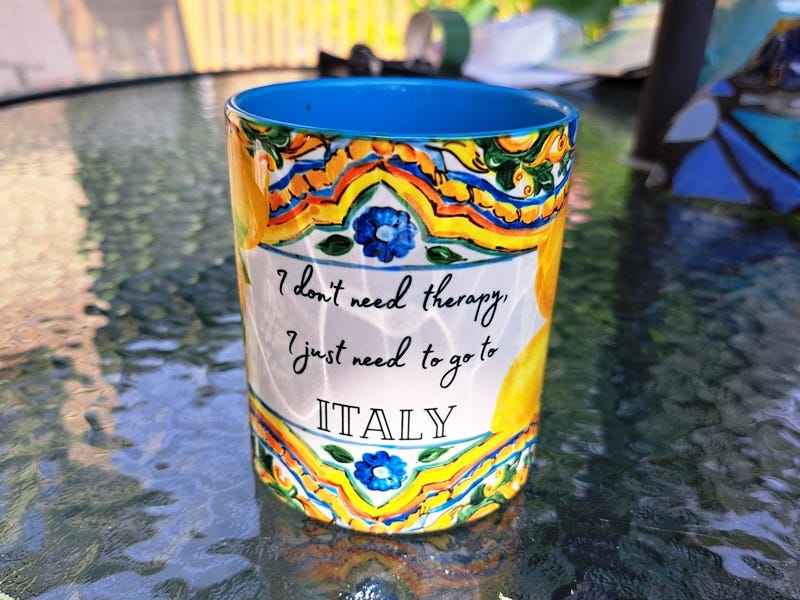 I don't need therapy,
I just need to go to
ITALY